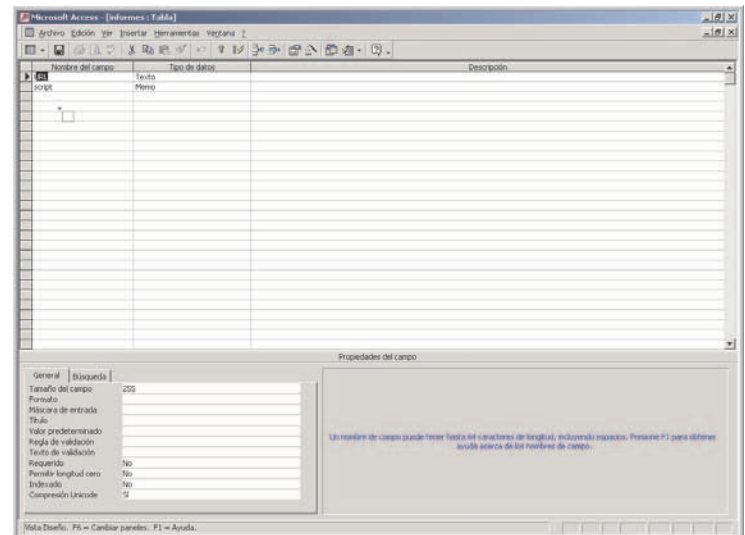 Microsoft Access - [informes : Tabla]
Archivo Edición Ver Insertar Herramientas Ventana ?
Nombre del campo Tipo de datos Descripción
URL Texto
script Memo
Propiedades del campo
General Búsqueda
Tamaño del campo 255
Formato
Máscara de entrada
Título
Valor predeterminado
Regla de validación
Texto de validación
Requerido No
Permitir longitud cero No
Indexado No
Compresión Unicode Sí
Un nombre de campo puede tener hasta 64 caracteres de longitud, incluyendo espacios. Presione F1 para obtener
ayuda acerca de los nombres de campo.
Vista Diseño. F6 = Cambiar paneles. F1 = Ayuda.